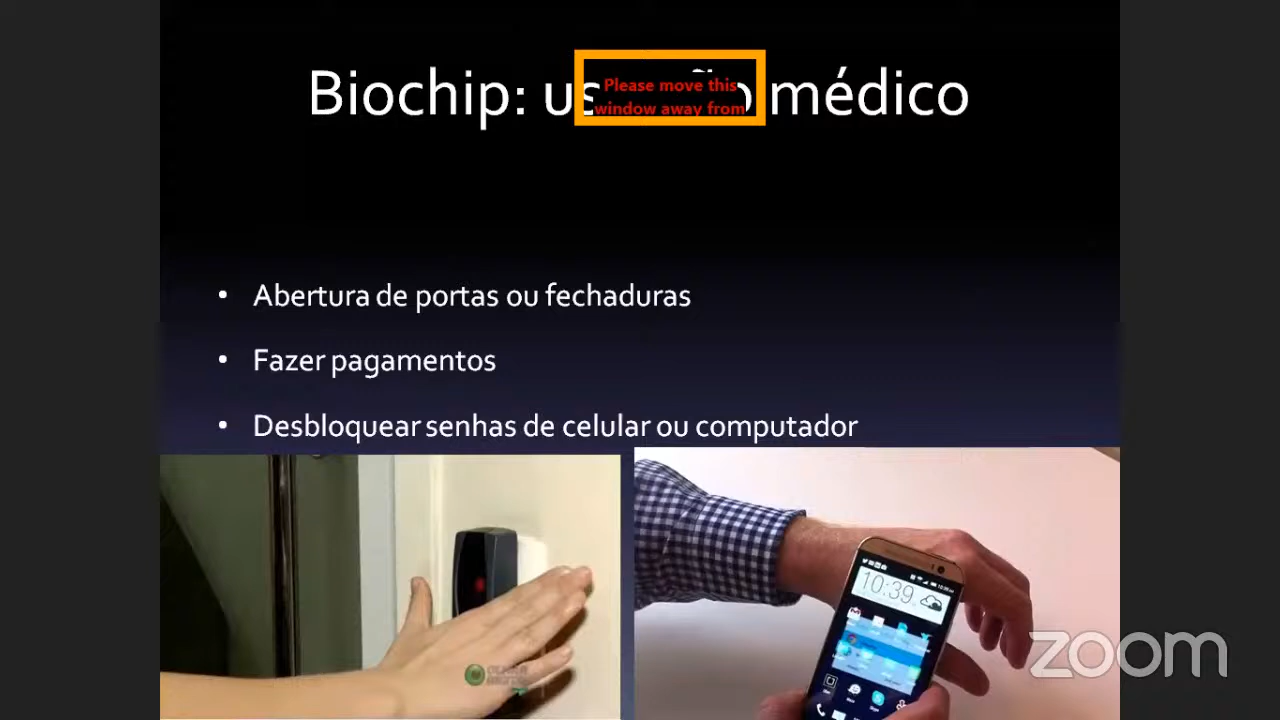 Biochip: us ão médico
Please move this
window away from
• Abertura de portas ou fechaduras
• Fazer pagamentos
• Desbloquear senhas de celular ou computador
10:39
zoom